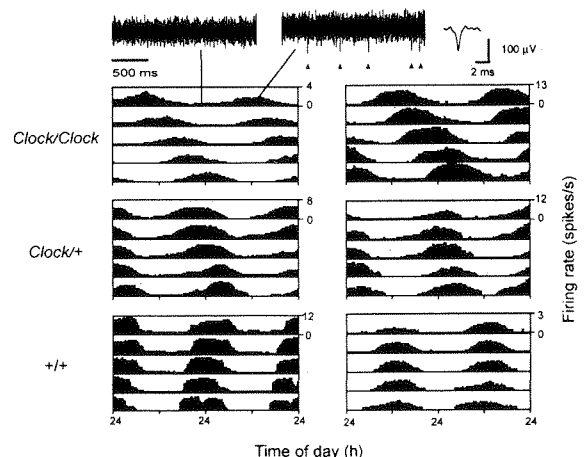 500 ms
100 µV
2 ms
Clock/Clock
4
0
13
0
Clock/+
8
0
12
0
Firing rate (spikes/s)
+/+
12
0
3
0
24 24 24 24 24 24
Time of day (h)